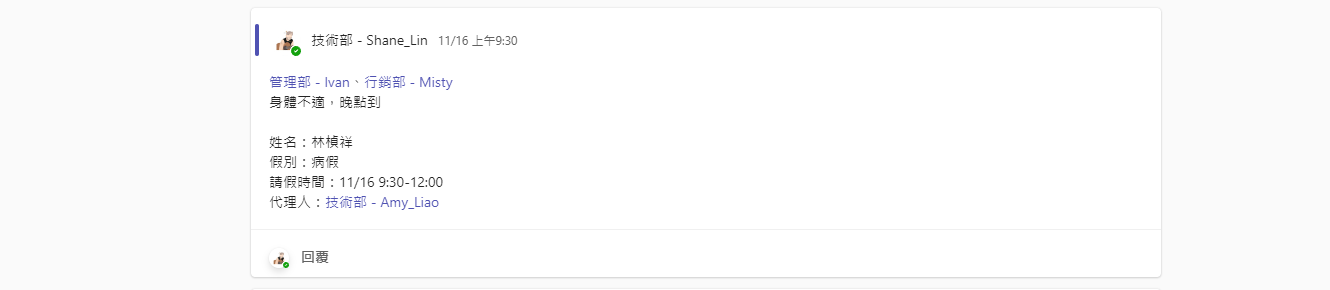 技術部 - Shane_Lin 11/16 上午9:30
管理部 - Ivan、行銷部 - Misty
身體不適，晚點到
姓名：林楨祥
假別：病假
請假時間：11/16 9:30-12:00
代理人：技術部 - Amy_Liao
回覆